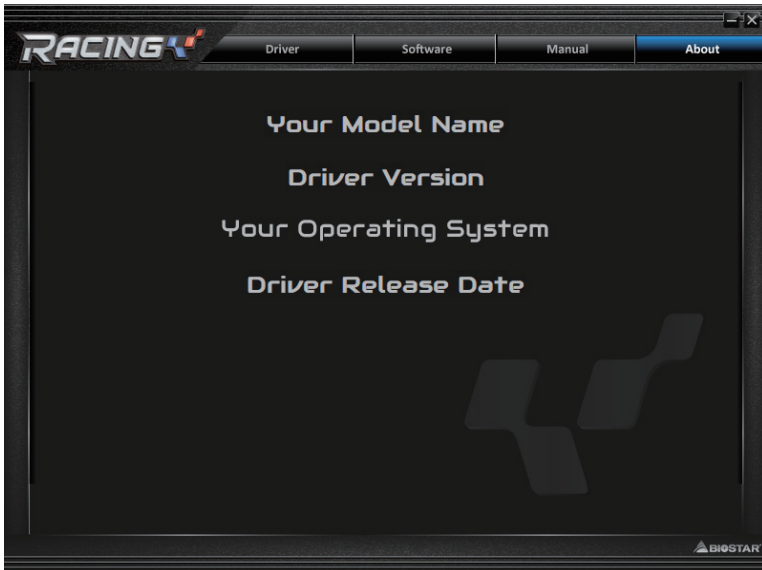 RACING
Driver
Software
Manual
About
Your Model Name
Driver Version
Your Operating System
Driver Release Date
BIOSTAR